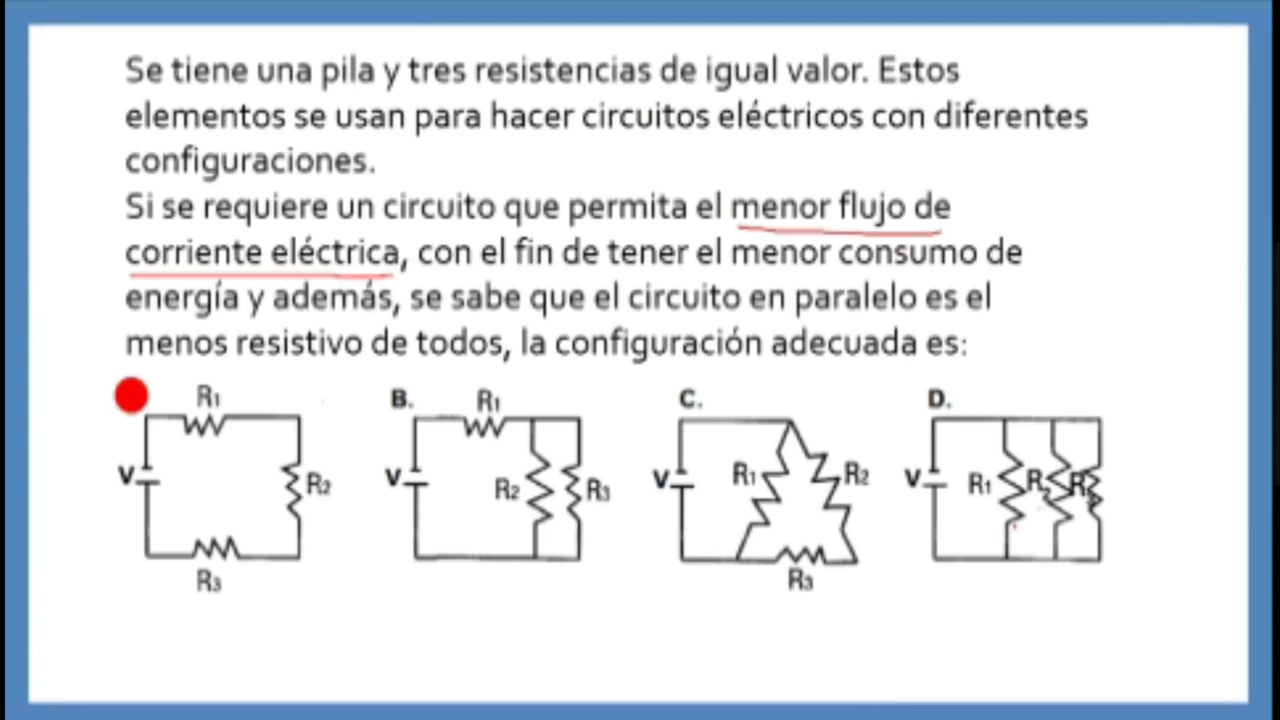 Se tiene una pila y tres resistencias de igual valor. Estos
elementos se usan para hacer circuitos eléctricos con diferentes
configuraciones.
Si se requiere un circuito que permita el menor flujo de
corriente eléctrica, con el fin de tener el menor consumo de
energía y además, se sabe que el circuito en paralelo es el
menos resistivo de todos, la configuración adecuada es:
R1
V
R2
R3
B.
R1
V
R2
R3
C.
V
R1
R2
R3
D.
V
R1